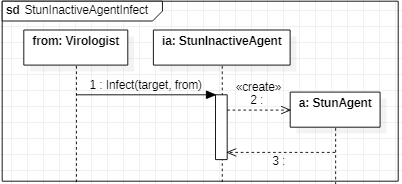 sd StunInactiveAgentInfect
from: Virologist
ia: StunInactiveAgent
1 : Infect(target, from)
«create»
2 :
a: StunAgent
3 :